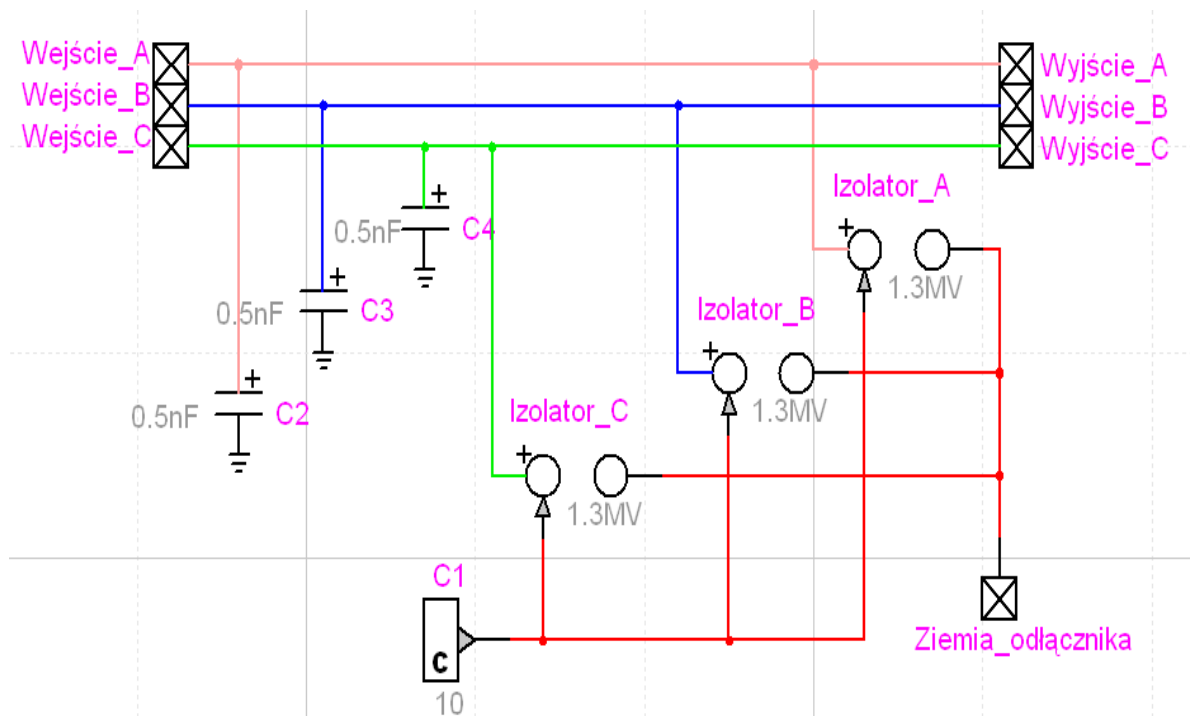 Wejście_A
Wejście_B
Wejście_C
Wyjście_A
Wyjście_B
Wyjście_C
Izolator_A
+
+
0.5nF
C4
1.3MV
+
0.5nF
C3
Izolator_B
+
+
0.5nF
C2
1.3MV
Izolator_C
+
1.3MV
C1
C
10
Ziemia_odłącznika